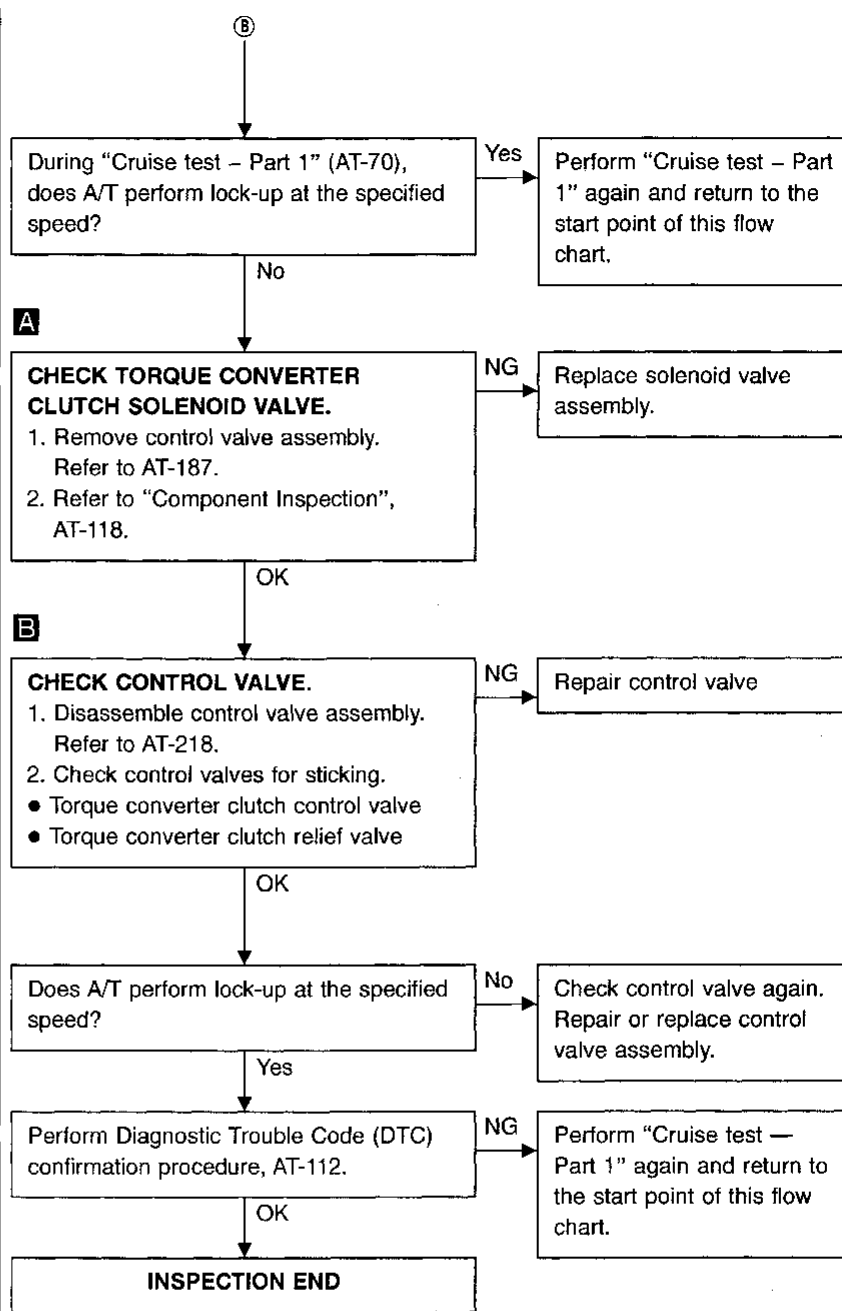 Ⓑ
During “Cruise test – Part 1” (AT-70),
does A/T perform lock-up at the specified
speed?
Yes
Perform “Cruise test – Part
1” again and return to the
start point of this flow
chart.
No
A
CHECK TORQUE CONVERTER
CLUTCH SOLENOID VALVE.
1. Remove control valve assembly.
Refer to AT-187.
2. Refer to “Component Inspection”,
AT-118.
NG
Replace solenoid valve
assembly.
OK
B
CHECK CONTROL VALVE.
1. Disassemble control valve assembly.
Refer to AT-218.
2. Check control valves for sticking.
● Torque converter clutch control valve
● Torque converter clutch relief valve
NG
Repair control valve
OK
Does A/T perform lock-up at the specified
speed?
No
Check control valve again.
Repair or replace control
valve assembly.
Yes
Perform Diagnostic Trouble Code (DTC)
confirmation procedure, AT-112.
NG
Perform “Cruise test —
Part 1” again and return to
the start point of this flow
chart.
OK
INSPECTION END